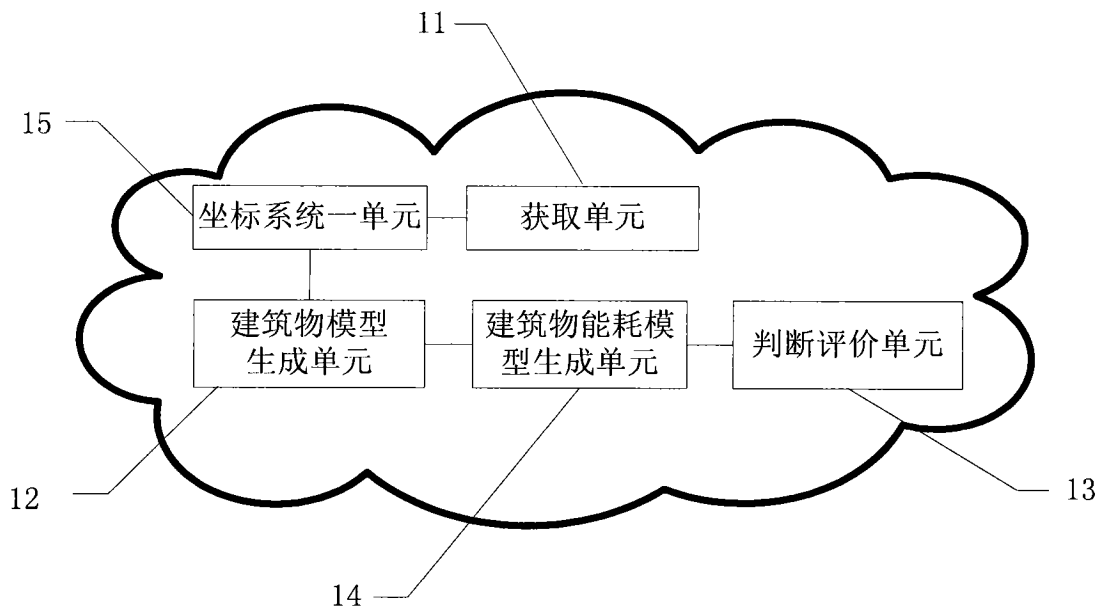 11
15
坐标系统一单元
获取单元
建筑物模型
生成单元
建筑物能耗模
型生成单元
判断评价单元
12
13
14